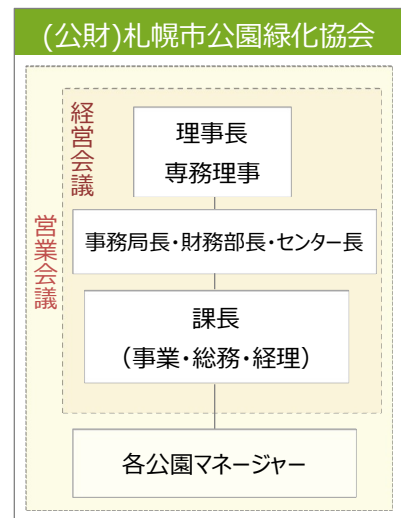 (公財)札幌市公園緑化協会
経営会議
理事長
専務理事
営業会議
事務局長・財務部長・センター長
課長
(事業・総務・経理)
各公園マネージャー